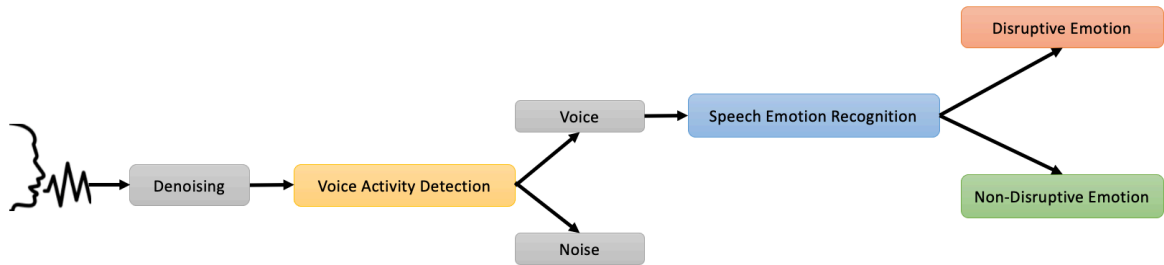 Denoising
Voice Activity Detection
Voice
Noise
Speech Emotion Recognition
Disruptive Emotion
Non-Disruptive Emotion